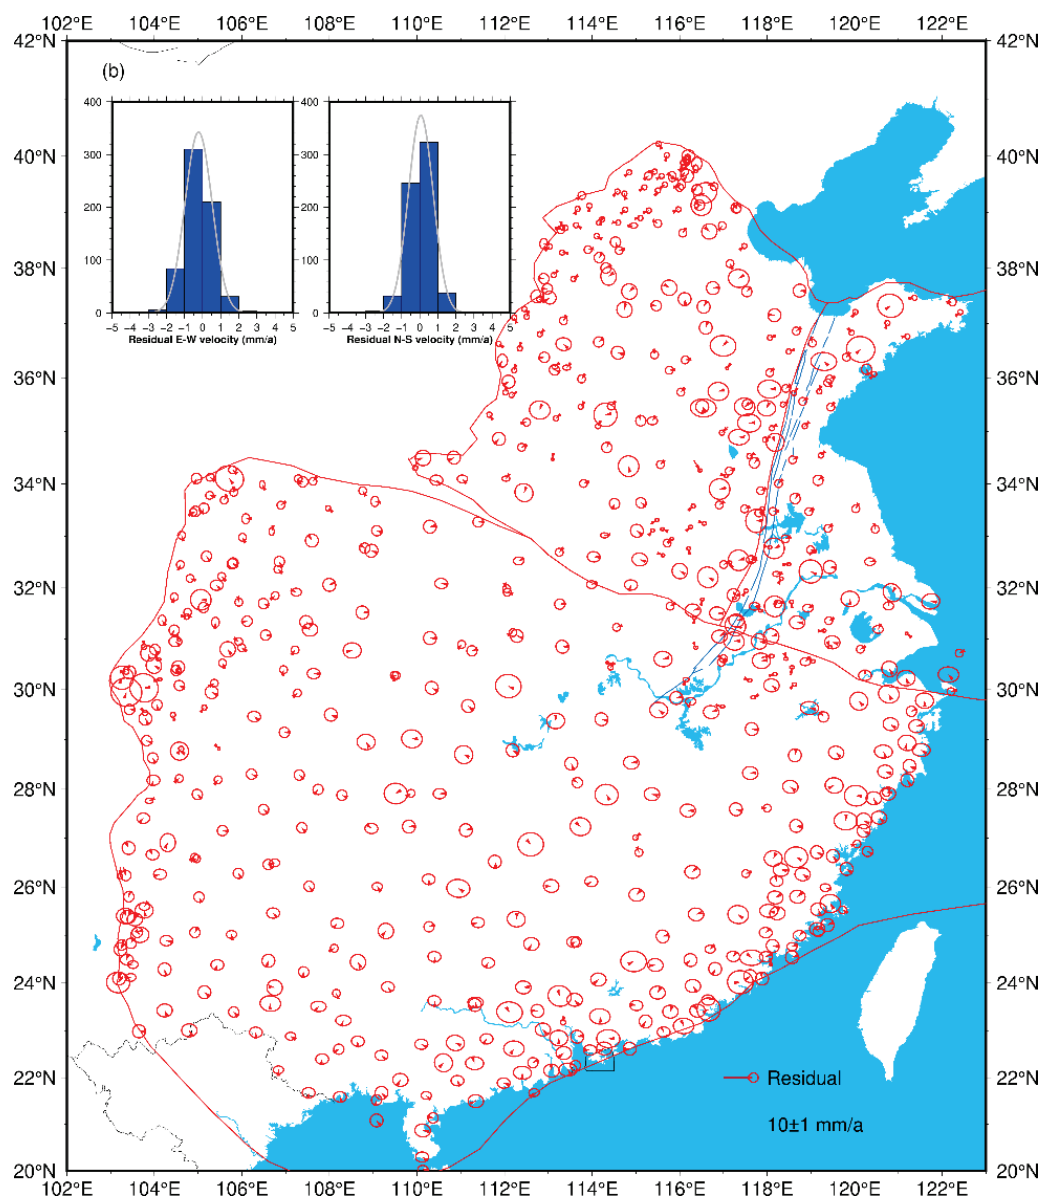 102°E 104°E 106°E 108°E 110°E 112°E 114°E 116°E 118°E 120°E 122°E
42°N 42°N
(b)
400 400
300 300
200 200
100 100
0 0
−5 −4 −3 −2 −1 0 1 2 3 4 5 −5 −4 −3 −2 −1 0 1 2 3 4 5
Residual E-W velocity (mm/a) Residual N-S velocity (mm/a)
40°N 40°N
38°N 38°N
36°N 36°N
34°N 34°N
32°N 32°N
30°N 30°N
28°N 28°N
26°N 26°N
24°N 24°N
22°N 22°N
Residual
10±1 mm/a
20°N 20°N
102°E 104°E 106°E 108°E 110°E 112°E 114°E 116°E 118°E 120°E 122°E